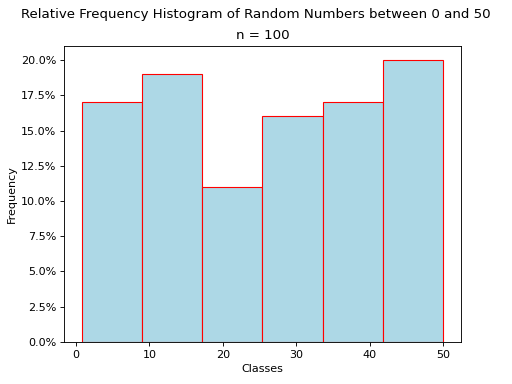 Relative Frequency Histogram of Random Numbers between 0 and 50
n = 100
20.0%
17.5%
15.0%
12.5%
10.0%
7.5%
5.0%
2.5%
0.0%
Frequency
0 10 20 30 40 50
Classes